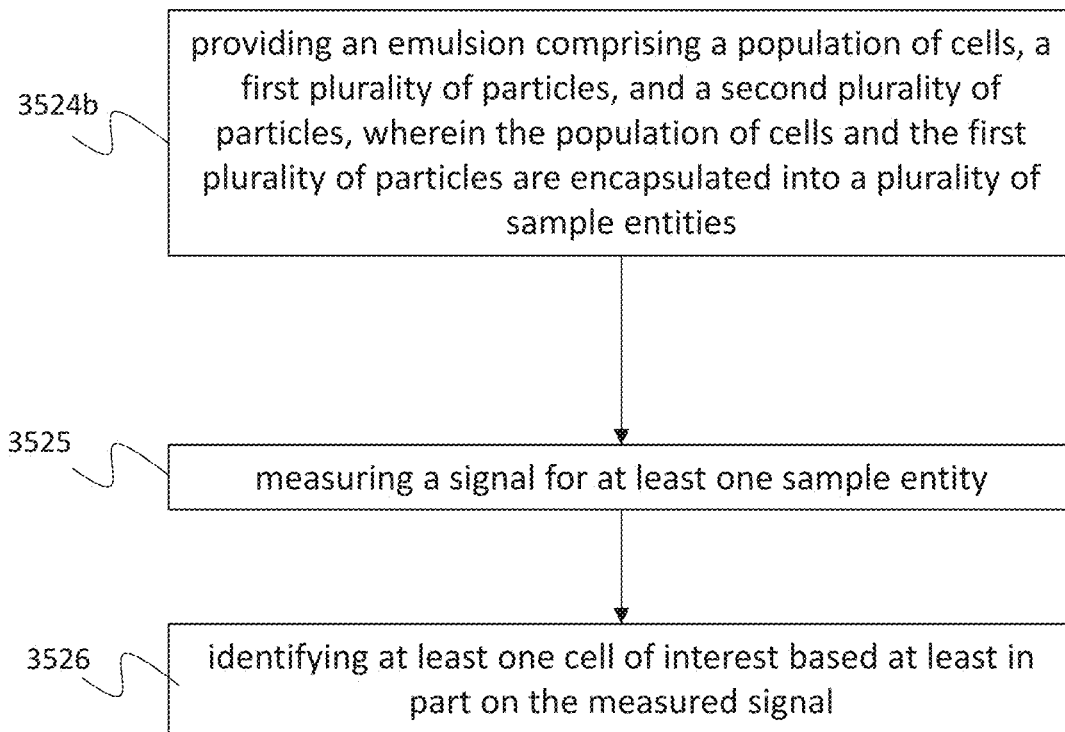 providing an emulsion comprising a population of cells, a
first plurality of particles, and a second plurality of
3524b
particles, wherein the population of cells and the first
plurality of particles are encapsulated into a plurality of
sample entities
3525
measuring a signal for at least one sample entity
3526
identifying at least one cell of interest based at least in
part on the measured signal